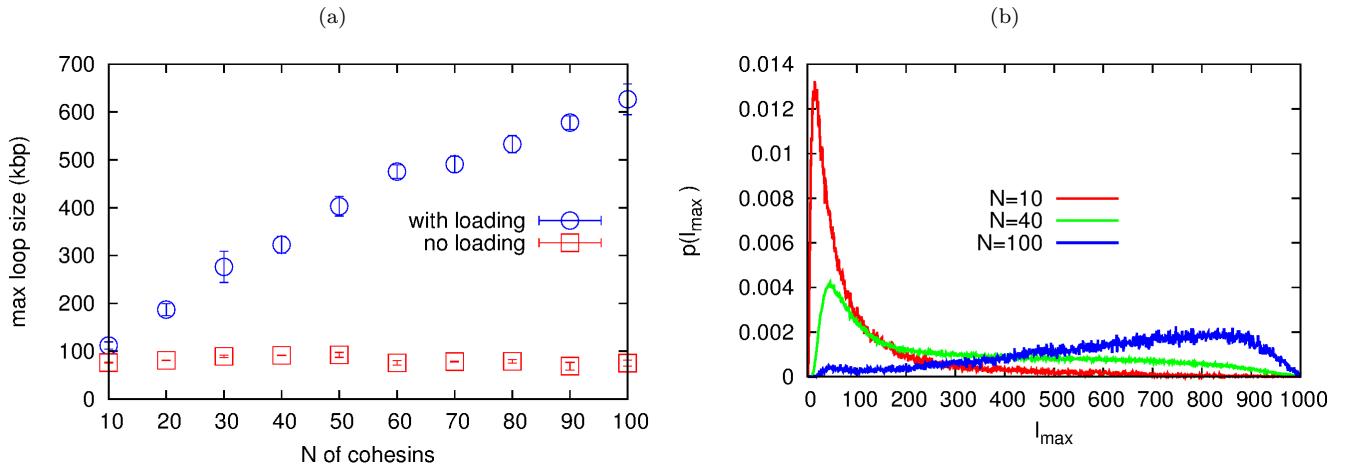 (a)
max loop size (kbp)
700
600
500
400
300
200
100
0
with loading
no loading
10 20 30 40 50 60 70 80 90 100
N of cohesins
(b)
p(l_max)
0.014
0.012
0.01
0.008
0.006
0.004
0.002
0
N=10
N=40
N=100
0 100 200 300 400 500 600 700 800 900 1000
l_max